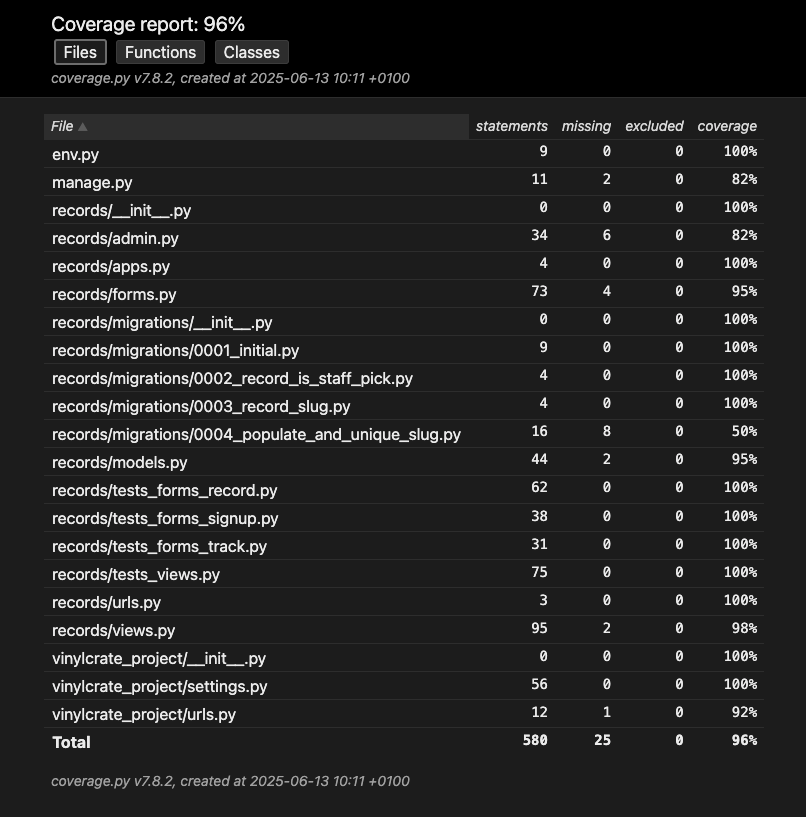 Coverage report: 96%
Files Functions Classes
coverage.py v7.8.2, created at 2025-06-13 10:11 +0100
File ▲ statements missing excluded coverage
env.py 9 0 0 100%
manage.py 11 2 0 82%
records/__init__.py 0 0 0 100%
records/admin.py 34 6 0 82%
records/apps.py 4 0 0 100%
records/forms.py 73 4 0 95%
records/migrations/__init__.py 0 0 0 100%
records/migrations/0001_initial.py 9 0 0 100%
records/migrations/0002_record_is_staff_pick.py 4 0 0 100%
records/migrations/0003_record_slug.py 4 0 0 100%
records/migrations/0004_populate_and_unique_slug.py 16 8 0 50%
records/models.py 44 2 0 95%
records/tests_forms_record.py 62 0 0 100%
records/tests_forms_signup.py 38 0 0 100%
records/tests_forms_track.py 31 0 0 100%
records/tests_views.py 75 0 0 100%
records/urls.py 3 0 0 100%
records/views.py 95 2 0 98%
vinylcrate_project/__init__.py 0 0 0 100%
vinylcrate_project/settings.py 56 0 0 100%
vinylcrate_project/urls.py 12 1 0 92%
Total 580 25 0 96%
coverage.py v7.8.2, created at 2025-06-13 10:11 +0100